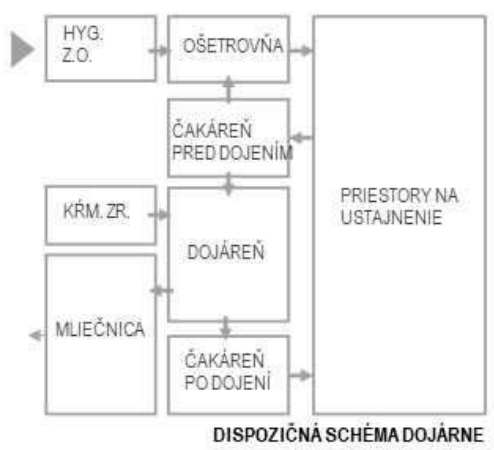 HYG.
Z.O.
OŠETROVŇA
ČAKÁREŇ
PRED DOJENÍM
KŔM. ZR.
DOJÁREŇ
PRIESTORY NA
USTAJNENIE
MLIEČNICA
ČAKÁREŇ
PO DOJENÍ
DISPOZIČNÁ SCHÉMA DOJÁRNE